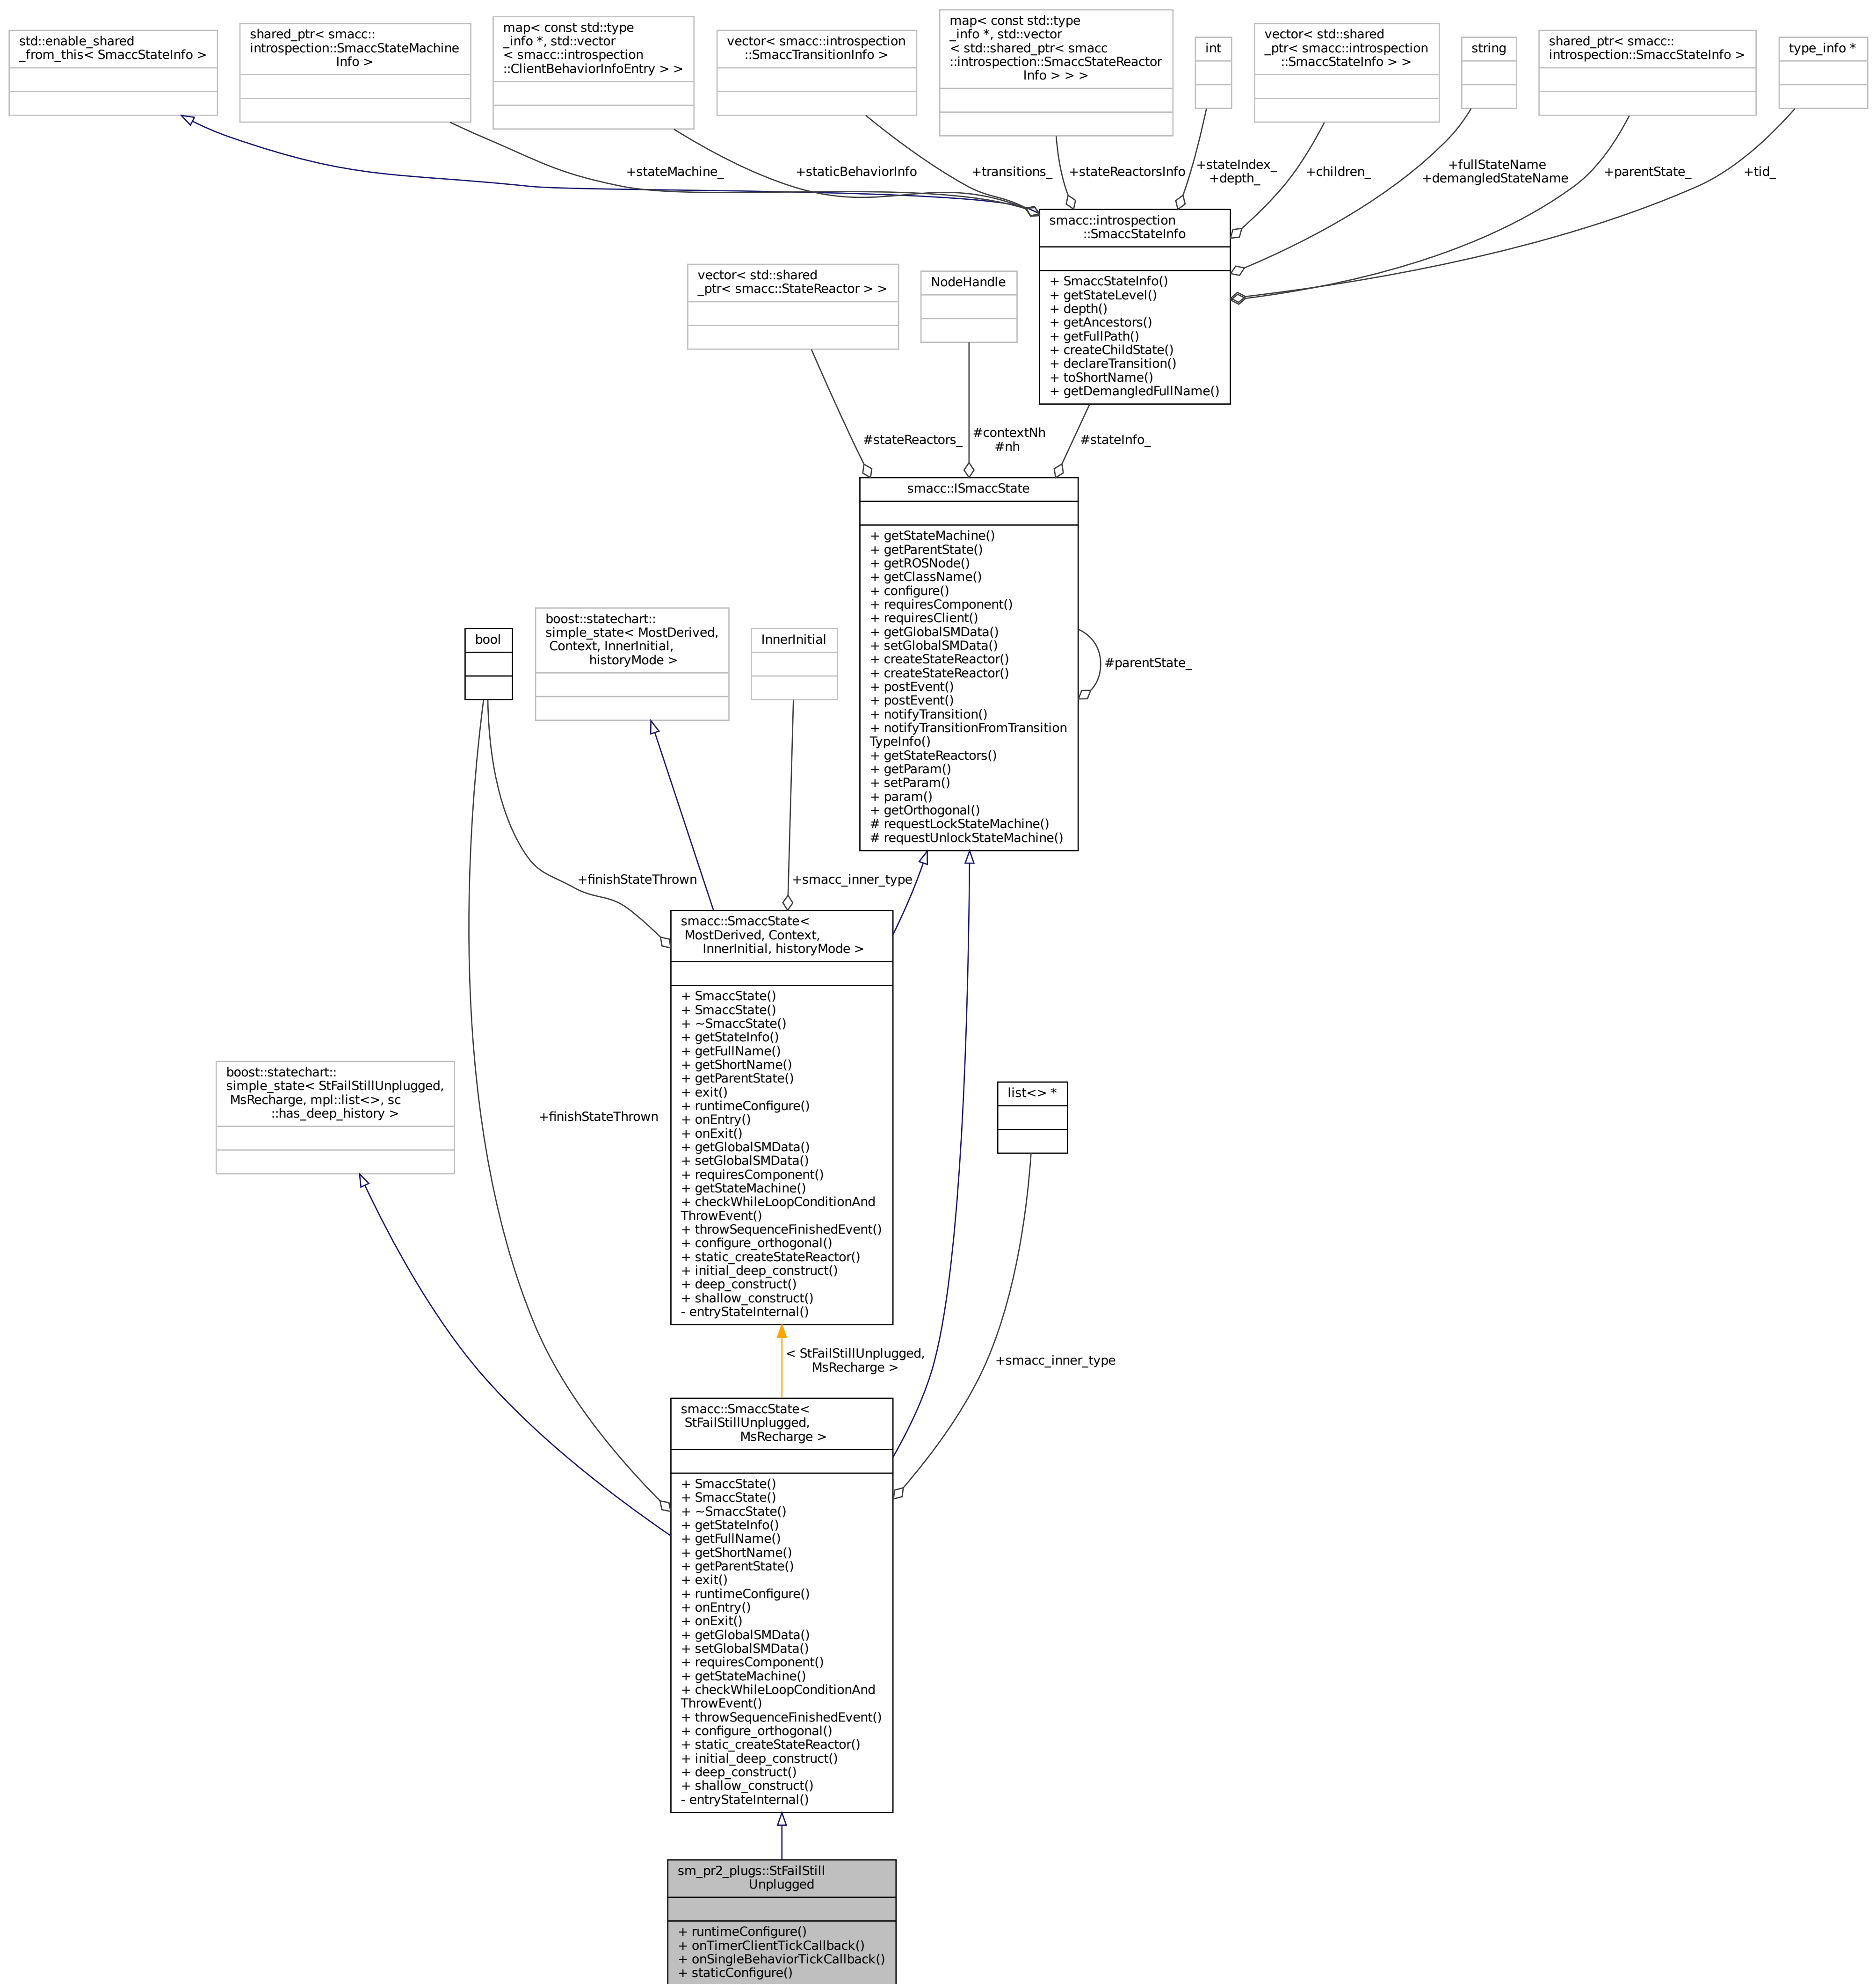 std::enable_shared
_from_this< SmaccStateInfo >
shared_ptr< smacc::
introspection::SmaccStateMachine
Info >
map< const std::type
_info *, std::vector
< smacc::introspection
::ClientBehaviorInfoEntry > >
vector< smacc::introspection
::SmaccTransitionInfo >
map< const std::type
_info *, std::vector
< std::shared_ptr< smacc
::introspection::SmaccStateReactor
Info > > >
int
vector< std::shared
_ptr< smacc::introspection
::SmaccStateInfo > >
string
shared_ptr< smacc::
introspection::SmaccStateInfo >
type_info *
+stateMachine_
+staticBehaviorInfo
+transitions_
+stateReactorsInfo
+stateIndex_
+depth_
+children_
+fullStateName
+demangledStateName
+parentState_
+tid_
smacc::introspection
::SmaccStateInfo
+ SmaccStateInfo()
+ getStateLevel()
+ depth()
+ getAncestors()
+ getFullPath()
+ createChildState()
+ declareTransition()
+ toShortName()
+ getDemangledFullName()
vector< std::shared
_ptr< smacc::StateReactor > >
NodeHandle
#stateReactors_
#contextNh
#nh
#stateInfo_
smacc::ISmaccState
+ getStateMachine()
+ getParentState()
+ getROSNode()
+ getClassName()
+ configure()
+ requiresComponent()
+ requiresClient()
+ getGlobalSMData()
+ setGlobalSMData()
+ createStateReactor()
+ createStateReactor()
+ postEvent()
+ postEvent()
+ notifyTransition()
+ notifyTransitionFromTransition
TypeInfo()
+ getStateReactors()
+ getParam()
+ setParam()
+ param()
+ getOrthogonal()
# requestLockStateMachine()
# requestUnlockStateMachine()
#parentState_
bool
boost::statechart::
simple_state< MostDerived,
Context, InnerInitial,
historyMode >
InnerInitial
+finishStateThrown
+smacc_inner_type
smacc::SmaccState<
MostDerived, Context,
InnerInitial, historyMode >
+ SmaccState()
+ SmaccState()
+ ~SmaccState()
+ getStateInfo()
+ getFullName()
+ getShortName()
+ getParentState()
+ exit()
+ runtimeConfigure()
+ onEntry()
+ onExit()
+ getGlobalSMData()
+ setGlobalSMData()
+ requiresComponent()
+ getStateMachine()
+ checkWhileLoopConditionAnd
ThrowEvent()
+ throwSequenceFinishedEvent()
+ configure_orthogonal()
+ static_createStateReactor()
+ initial_deep_construct()
+ deep_construct()
+ shallow_construct()
- entryStateInternal()
boost::statechart::
simple_state< StFailStillUnplugged,
MsRecharge, mpl::list<>, sc
::has_deep_history >
+finishStateThrown
list<> *
< StFailStillUnplugged,
MsRecharge >
+smacc_inner_type
smacc::SmaccState<
StFailStillUnplugged,
MsRecharge >
+ SmaccState()
+ SmaccState()
+ ~SmaccState()
+ getStateInfo()
+ getFullName()
+ getShortName()
+ getParentState()
+ exit()
+ runtimeConfigure()
+ onEntry()
+ onExit()
+ getGlobalSMData()
+ setGlobalSMData()
+ requiresComponent()
+ getStateMachine()
+ checkWhileLoopConditionAnd
ThrowEvent()
+ throwSequenceFinishedEvent()
+ configure_orthogonal()
+ static_createStateReactor()
+ initial_deep_construct()
+ deep_construct()
+ shallow_construct()
- entryStateInternal()
sm_pr2_plugs::StFailStill
Unplugged
+ runtimeConfigure()
+ onTimerClientTickCallback()
+ onSingleBehaviorTickCallback()
+ staticConfigure()